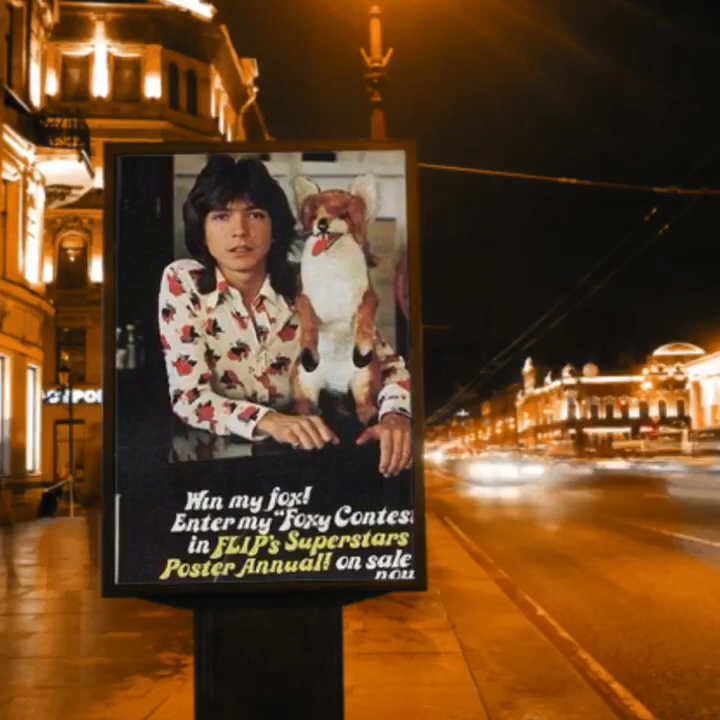 Win my fox!
Enter my "Foxy Contest
in FLIP's Superstars
Poster Annual! on sale
now